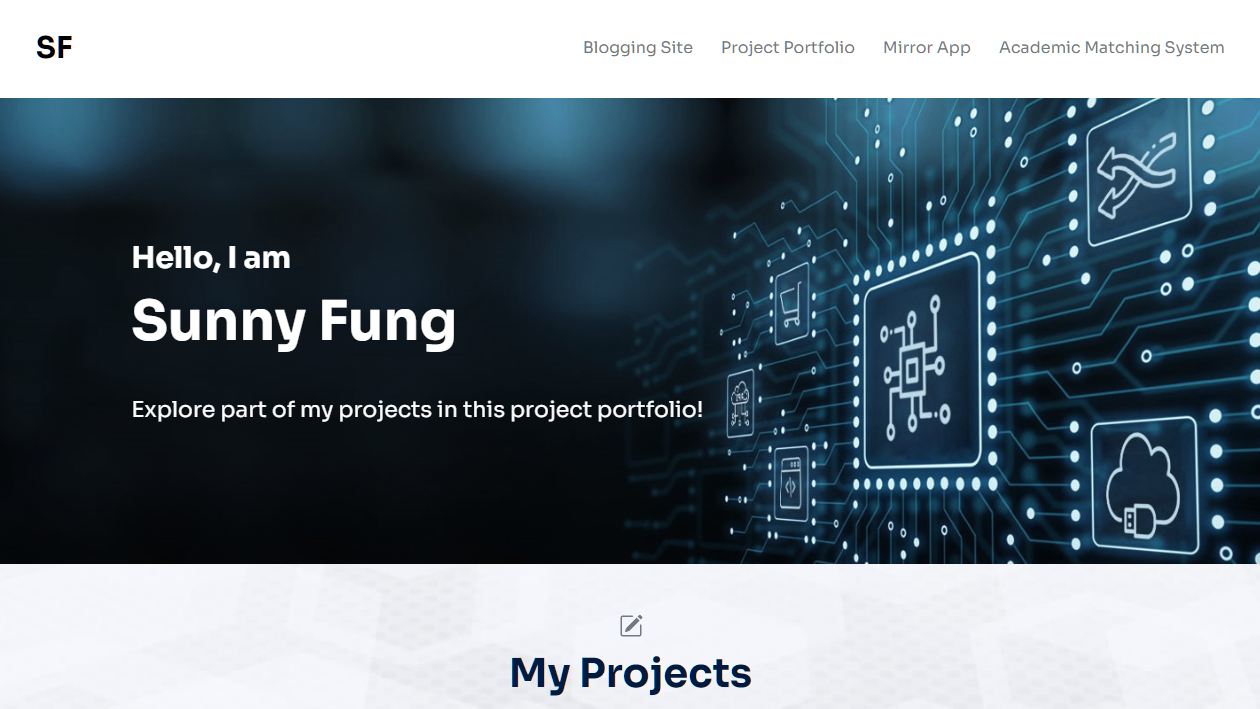 SF
Blogging Site
Project Portfolio
Mirror App
Academic Matching System
Hello, I am
Sunny Fung
Explore part of my projects in this project portfolio!
My Projects